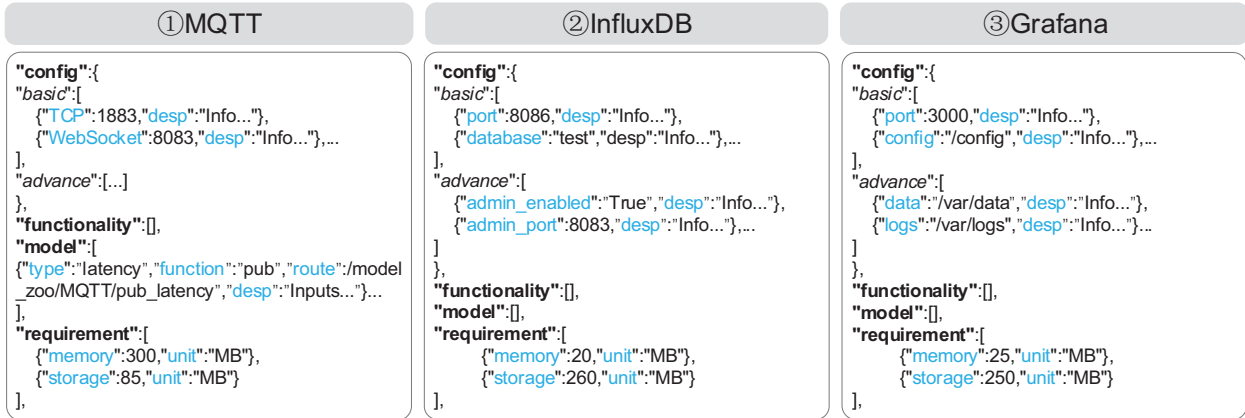 ①MQTT
"config":{
"basic":[
{"TCP":1883,"desp":"Info..."},
{"WebSocket":8083,"desp":"Info..."},...
],
"advance":[...]
},
"functionality":[],
"model":[
{"type":"latency","function":"pub","route":/model
_zoo/MQTT/pub_latency","desp":"Inputs..."}...
],
"requirement":[
{"memory":300,"unit":"MB"},
{"storage":85,"unit":"MB"}
],
②InfluxDB
"config":{
"basic":[
{"port":8086,"desp":"Info..."},
{"database":"test","desp":"Info..."},...
],
"advance":[
{"admin_enabled":"True","desp":"Info..."},
{"admin_port":8083,"desp":"Info..."},...
]
},
"functionality":[],
"model":[],
"requirement":[
{"memory":20,"unit":"MB"},
{"storage":260,"unit":"MB"}
],
③Grafana
"config":{
"basic":[
{"port":3000,"desp":"Info..."},
{"config":"/config","desp":"Info..."},...
],
"advance":[
{"data":"/var/data","desp":"Info..."},
{"logs":"/var/logs","desp":"Info..."}...
]
},
"functionality":[],
"model":[],
"requirement":[
{"memory":25,"unit":"MB"},
{"storage":250,"unit":"MB"}
],